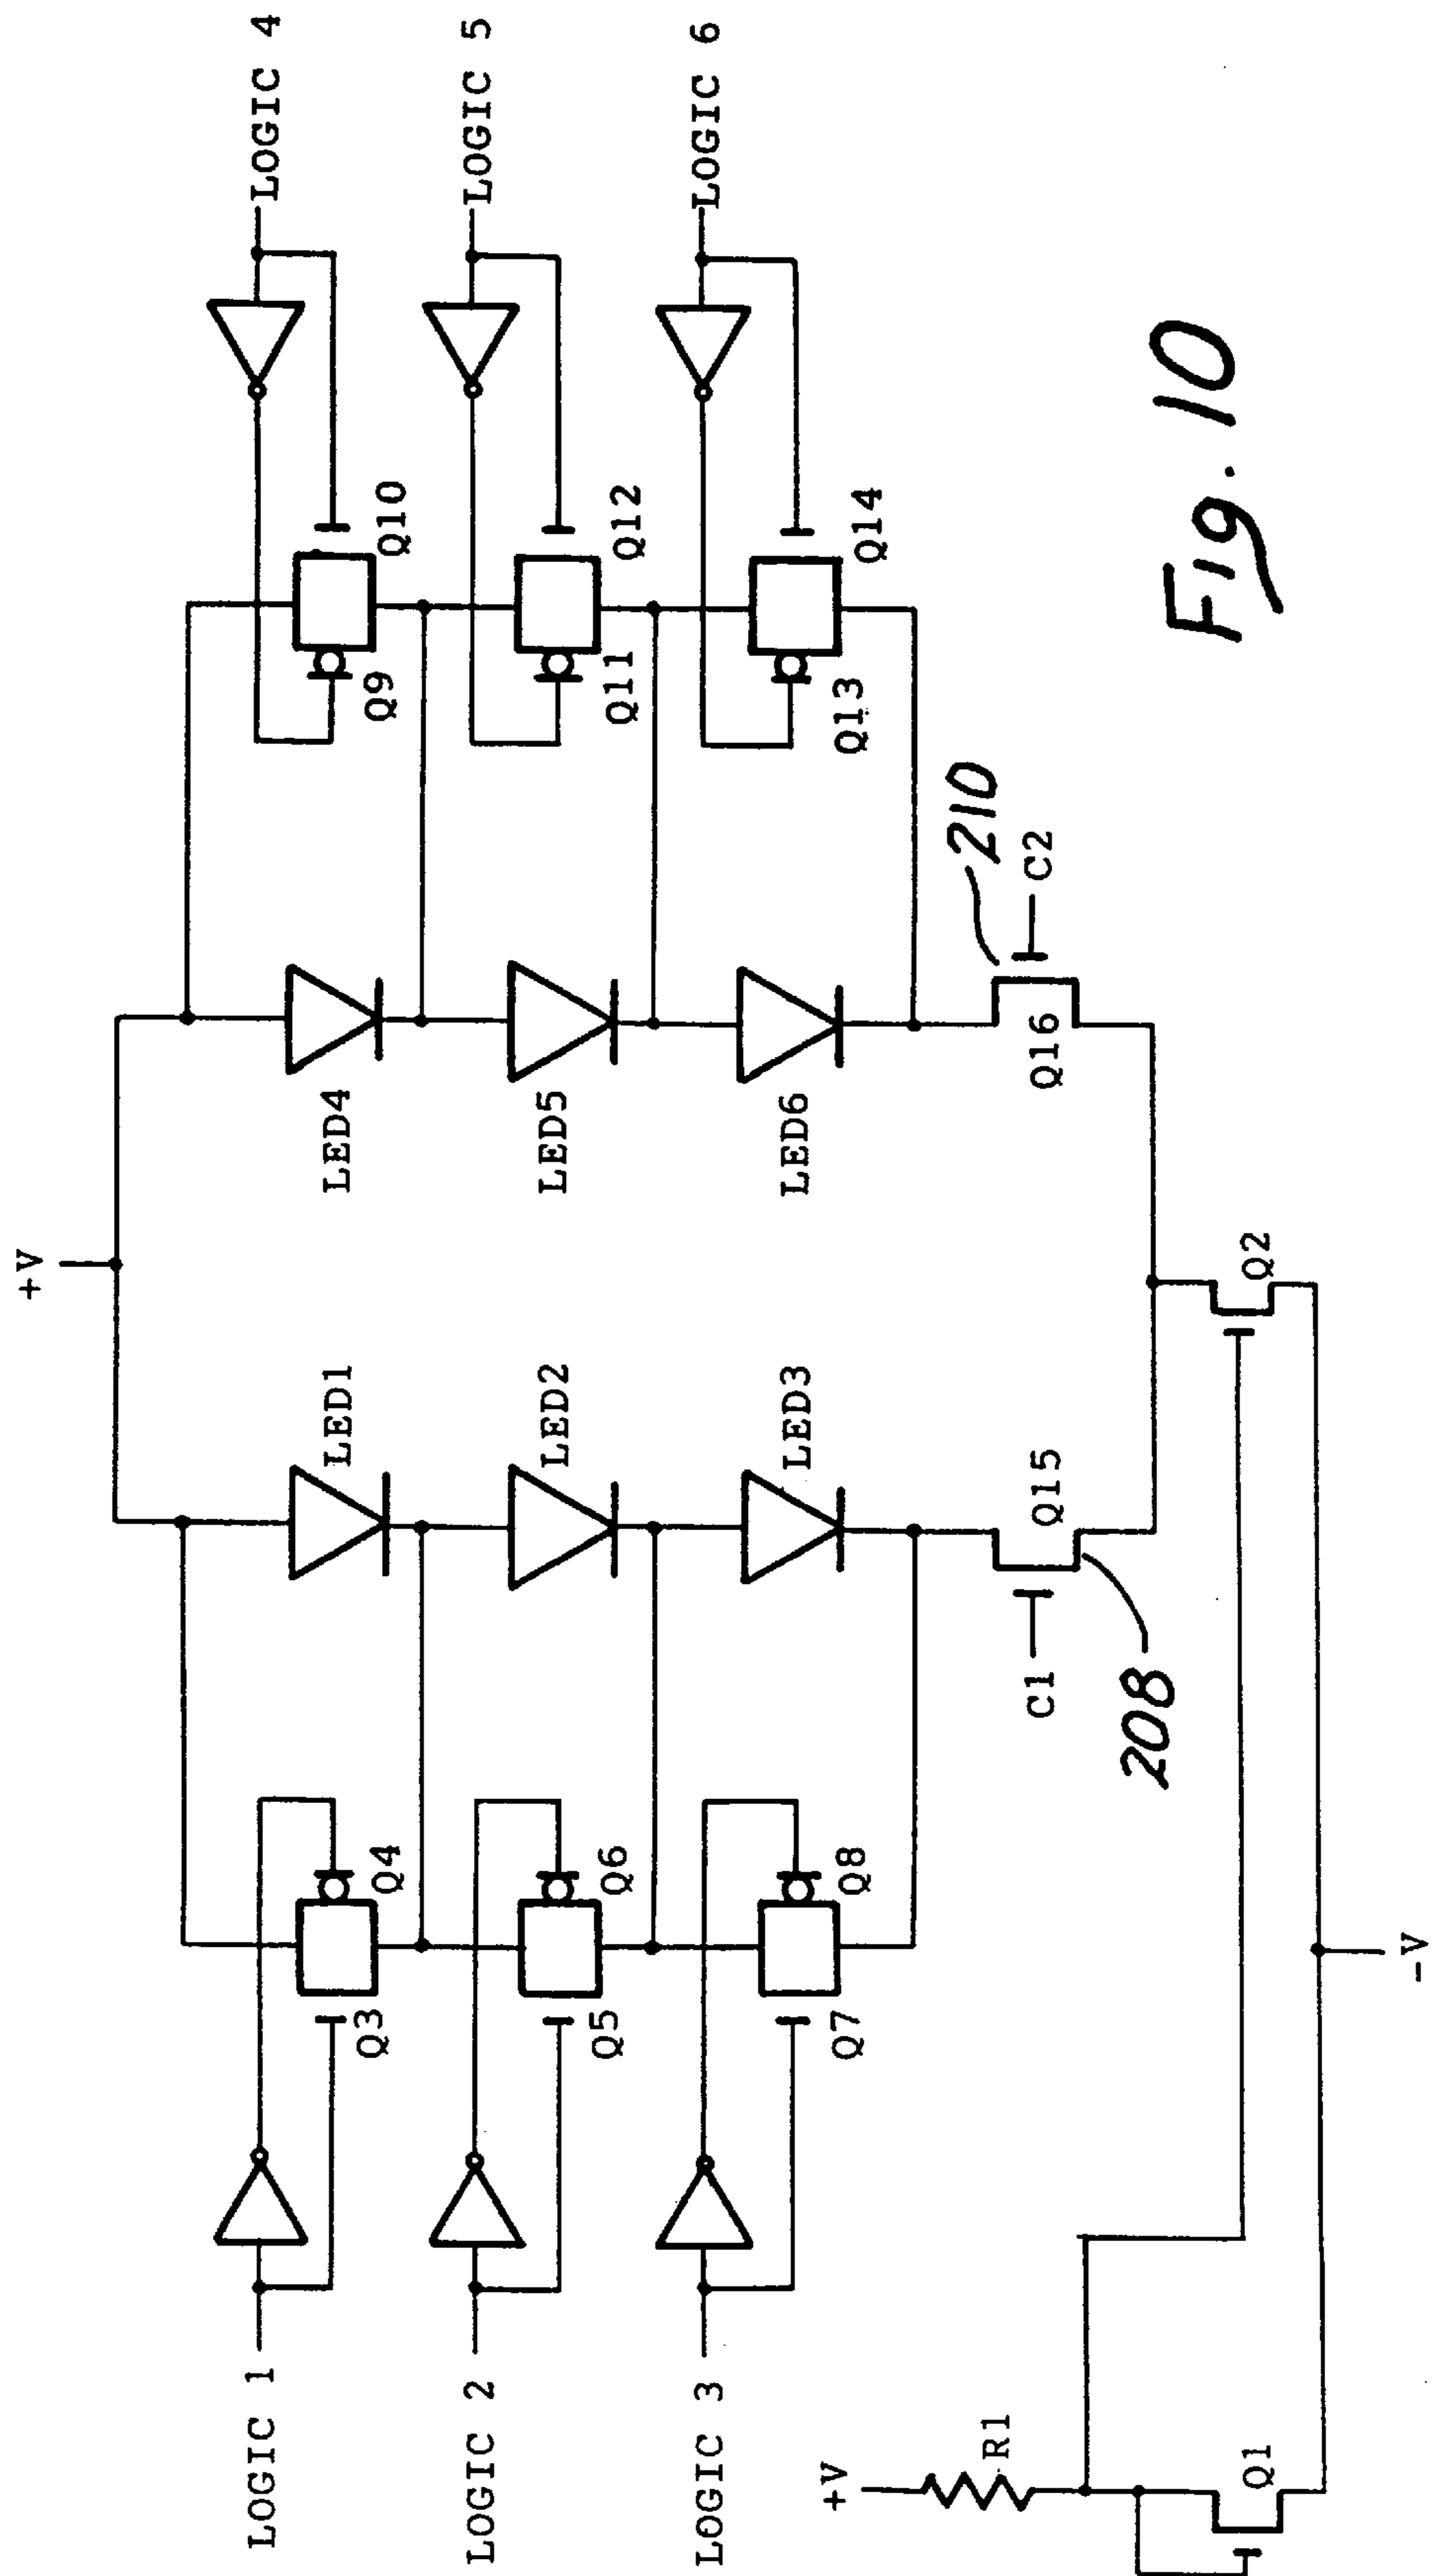 +V
LOGIC 1
LOGIC 2
LOGIC 3
Q3
Q4
Q5
Q6
Q7
Q8
LED1
LED2
LED3
LED4
LED5
LED6
Q9
Q10
Q11
Q12
Q13
Q14
LOGIC 4
LOGIC 5
LOGIC 6
C1
Q15
208
Q16
C2
210
+V
R1
Q1
Q2
-V
Fig. 10